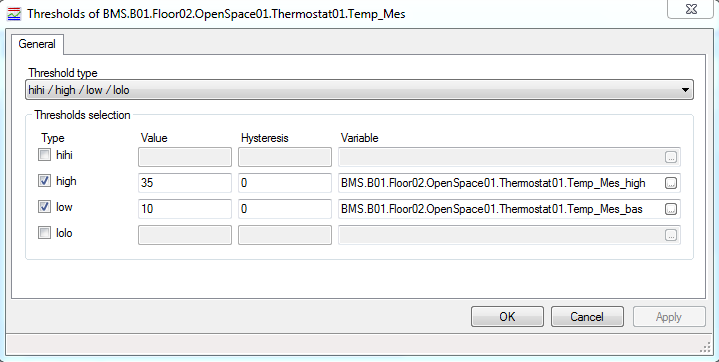 Thresholds of BMS.B01.Floor02.OpenSpace01.Thermostat01.Temp_Mes
General
Threshold type
hihi / high / low / lolo
Thresholds selection
Type Value Hysteresis Variable
hihi ...
high 35 0 BMS.B01.Floor02.OpenSpace01.Thermostat01.Temp_Mes_high ...
low 10 0 BMS.B01.Floor02.OpenSpace01.Thermostat01.Temp_Mes_bas ...
lolo ...
OK Cancel Apply